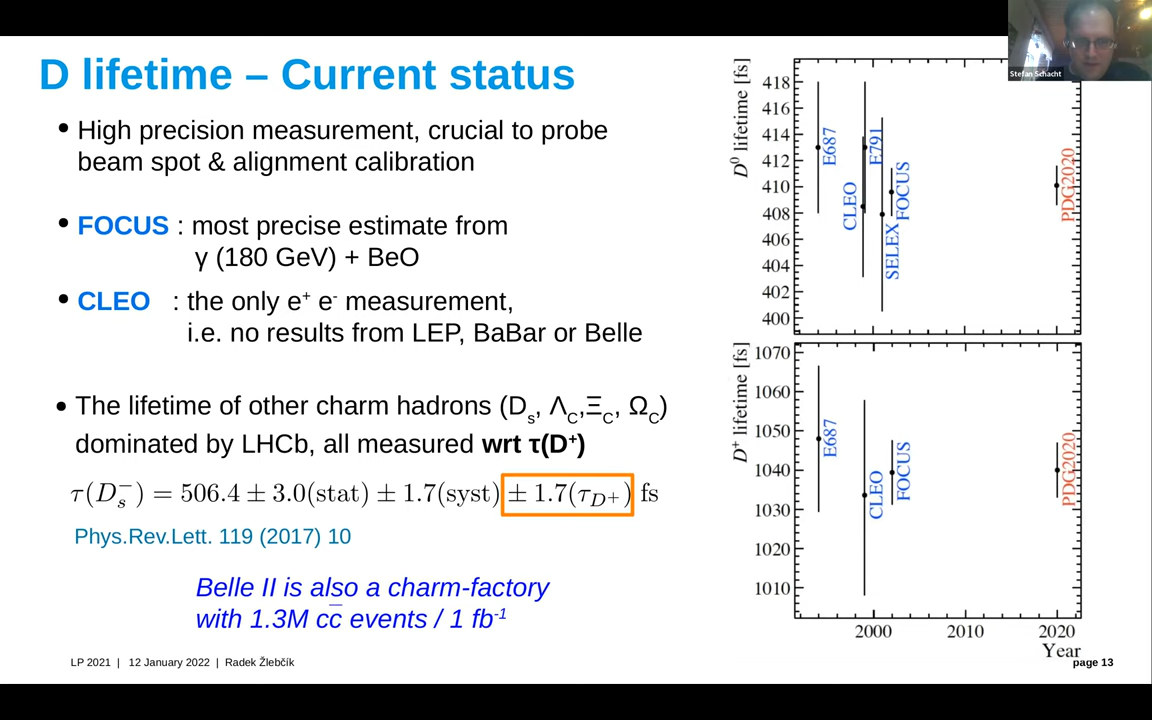 Stefan Schacht
D lifetime – Current status
• High precision measurement, crucial to probe
beam spot & alignment calibration
• FOCUS : most precise estimate from
γ (180 GeV) + BeO
• CLEO : the only e⁺ e⁻ measurement,
i.e. no results from LEP, BaBar or Belle
• The lifetime of other charm hadrons (Dₛ, Λ_C,Ξ_C, Ω_C)
dominated by LHCb, all measured wrt τ(D⁺)
τ(Dₛ⁻) = 506.4 ± 3.0(stat) ± 1.7(syst) ± 1.7(τ_D⁺) fs
Phys.Rev.Lett. 119 (2017) 10
Belle II is also a charm-factory
with 1.3M cc̅ events / 1 fb⁻¹
D⁰ lifetime [fs]
418
416
414
412
410
408
406
404
402
400
E687
CLEO
E791
SELEX
FOCUS
PDG2020
D⁺ lifetime [fs]
1070
1060
1050
1040
1030
1020
1010
E687
CLEO
FOCUS
PDG2020
2000 2010 2020
Year
LP 2021 | 12 January 2022 | Radek Žlebčík
page 13